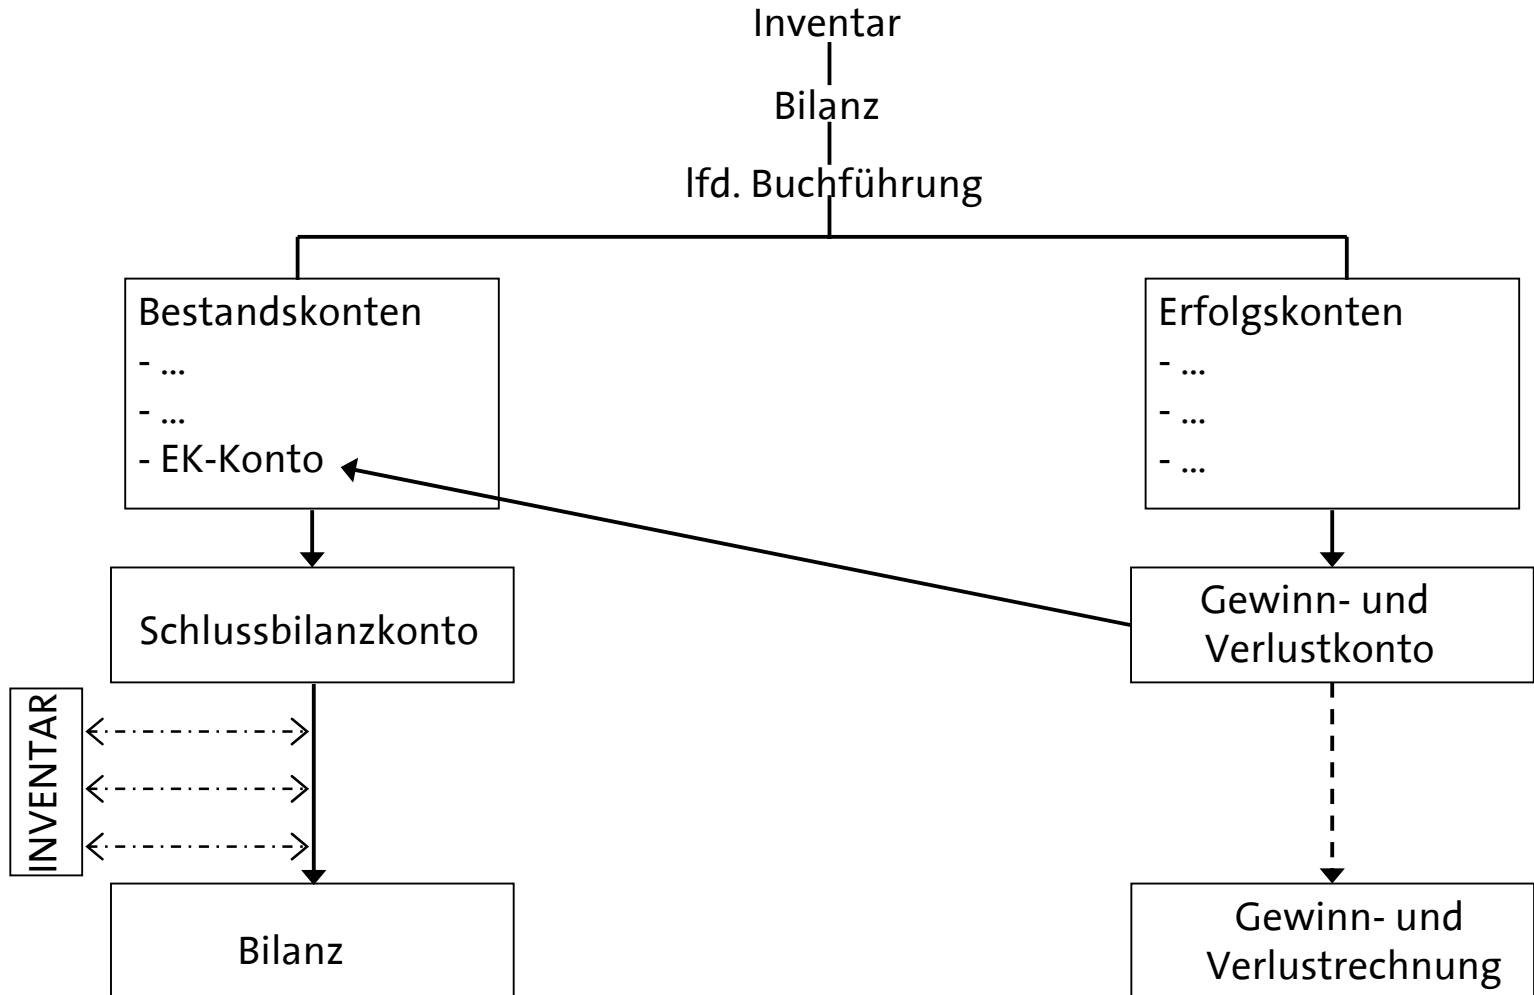 Inventar
Bilanz
lfd. Buchführung
Bestandskonten
- ...
- ...
- EK-Konto
Erfolgskonten
- ...
- ...
- ...
Schlussbilanzkonto
Gewinn- und
Verlustkonto
INVENTAR
Bilanz
Gewinn- und
Verlustrechnung